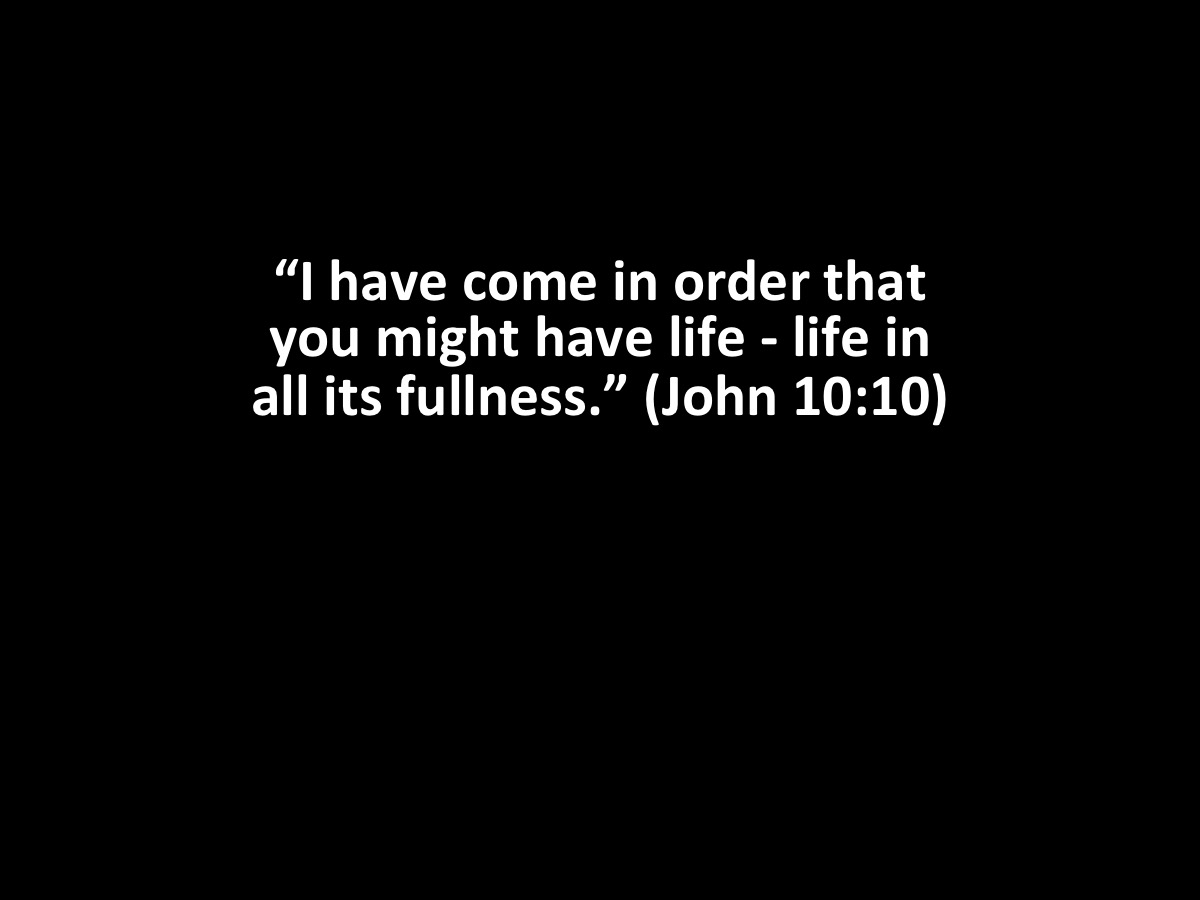 “I have come in order that
you might have life - life in
all its fullness.” (John 10:10)